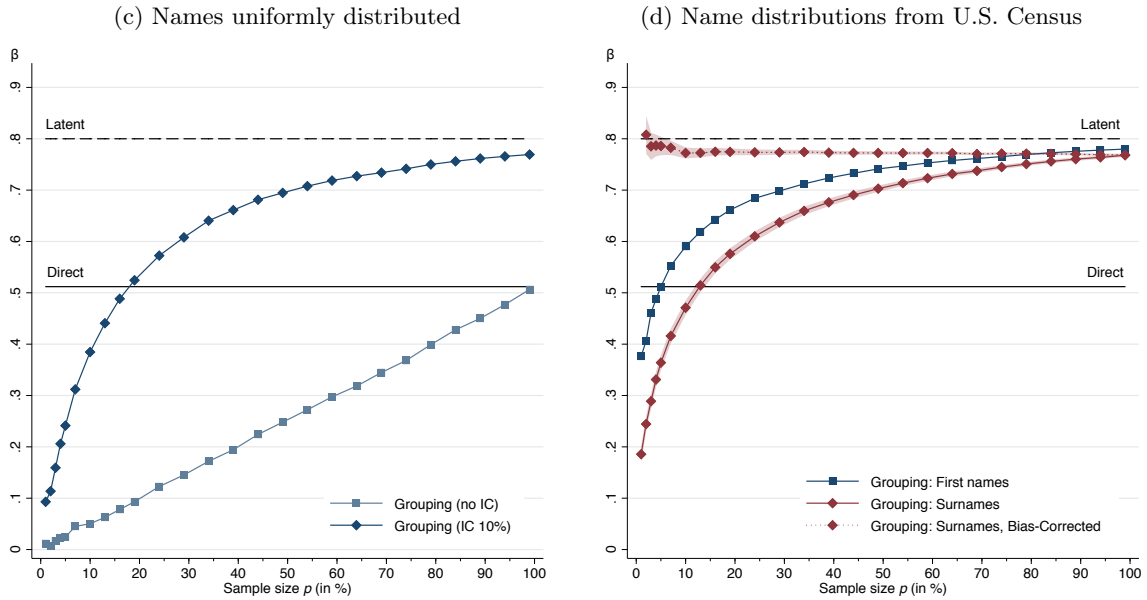 (c) Names uniformly distributed
β
.9
.8
.7
.6
.5
.4
.3
.2
.1
0
Latent
Direct
Grouping (no IC)
Grouping (IC 10%)
0 10 20 30 40 50 60 70 80 90 100
Sample size p (in %)
(d) Name distributions from U.S. Census
β
.9
.8
.7
.6
.5
.4
.3
.2
.1
0
Latent
Direct
Grouping: First names
Grouping: Surnames
Grouping: Surnames, Bias-Corrected
0 10 20 30 40 50 60 70 80 90 100
Sample size p (in %)